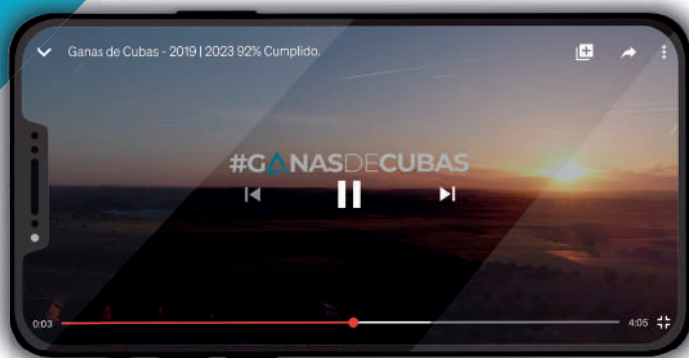 Ganas de Cubas - 2019 | 2023 92% Cumplido.
#GANASDECUBAS
0:03
4:05